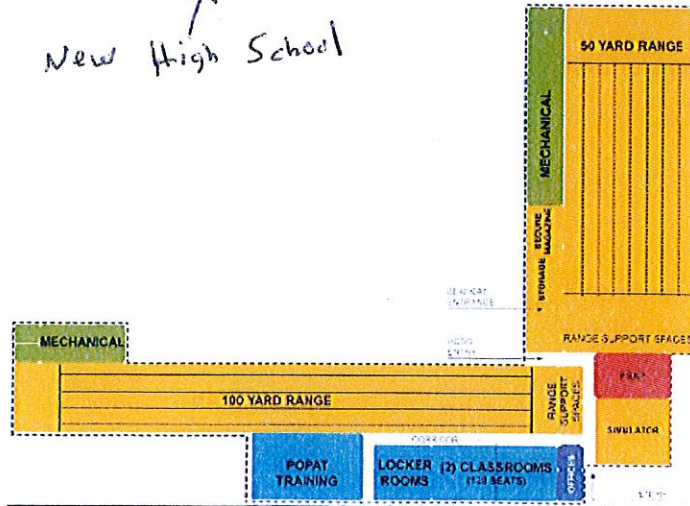 New High School
50 YARD RANGE
MECHANICAL
STORAGE SECURE
MAGAZINE
ENTRANCE
RANGE SUPPORT SPACES
MECHANICAL
100 YARD RANGE
RANGE
SUPPORT
SPACES
SIMULATOR
CORRIDOR
POPAT
TRAINING
LOCKER
ROOMS
(2) CLASSROOMS
OFFICES